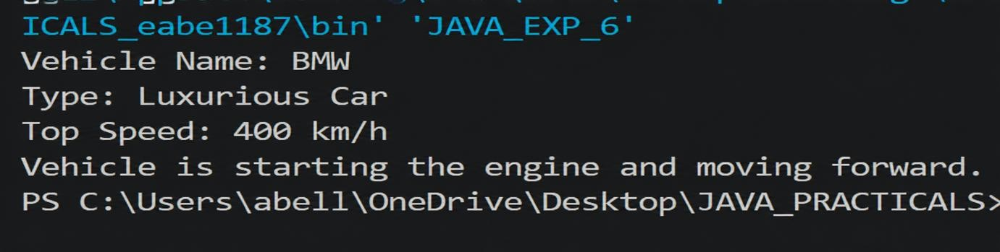 ICALS_eabe1187\bin' 'JAVA_EXP_6'
Vehicle Name: BMW
Type: Luxurious Car
Top Speed: 400 km/h
Vehicle is starting the engine and moving forward.
PS C:\Users\abell\OneDrive\Desktop\JAVA_PRACTICALS>